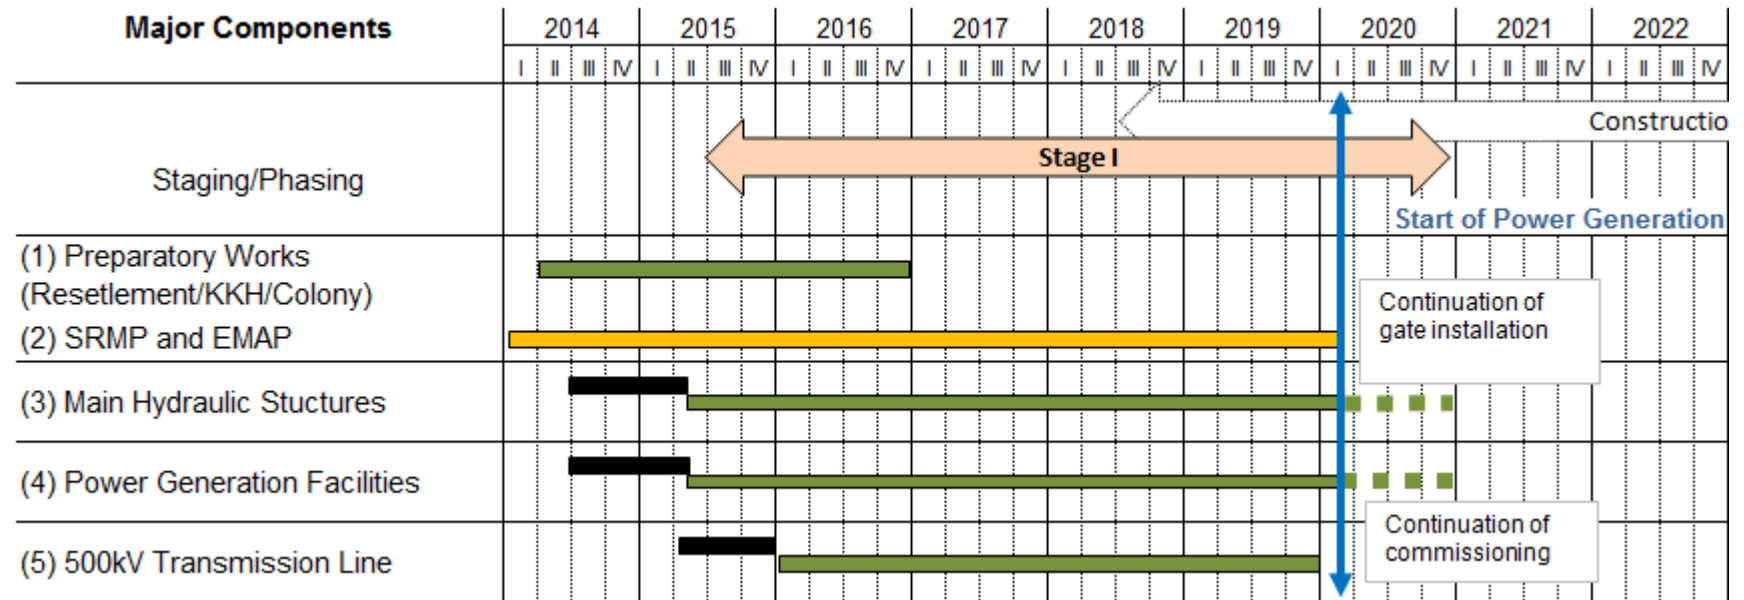 Major Components 2014 2015 2016 2017 2018 2019 2020 2021 2022
I II III IV I II III IV I II III IV I II III IV I II III IV I II III IV I II III IV I II III IV I II III IV
Constructio
Stage I
Staging/Phasing
Start of Power Generation
(1) Preparatory Works
(Resetlement/KKH/Colony)
Continuation of
gate installation
(2) SRMP and EMAP
(3) Main Hydraulic Stuctures
(4) Power Generation Facilities
Continuation of
commissioning
(5) 500kV Transmission Line